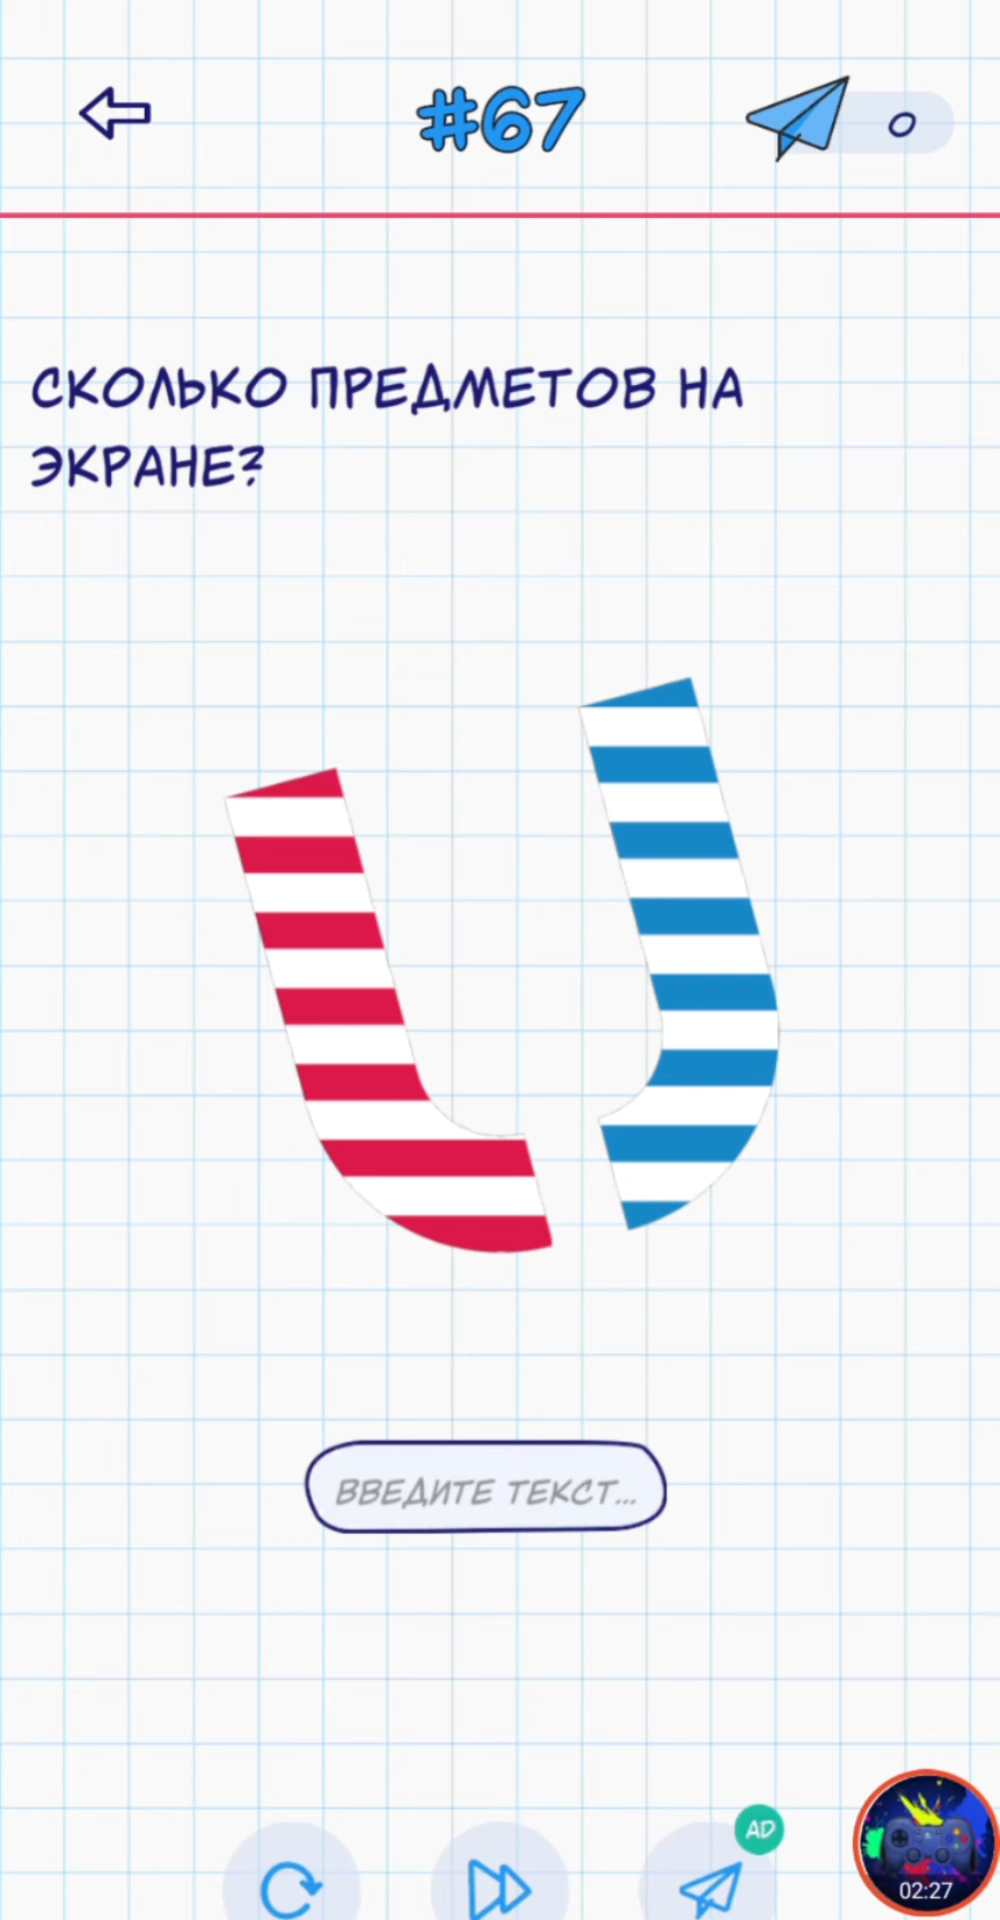 #67
0
СКОЛЬКО ПРЕДМЕТОВ НА
ЭКРАНЕ?
ВВЕДИТЕ ТЕКСТ...
AD
02:27